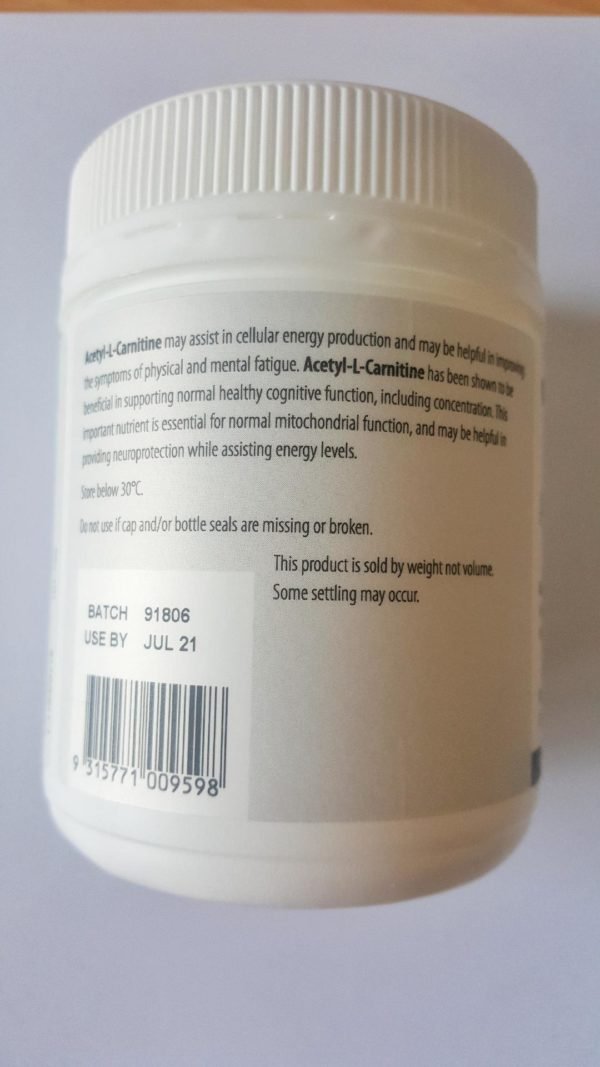 Acetyl-L-Carnitine may assist in cellular energy production and may be helpful in improving
the symptoms of physical and mental fatigue. Acetyl-L-Carnitine has been shown to be
beneficial in supporting normal healthy cognitive function, including concentration. This
important nutrient is essential for normal mitochondrial function, and may be helpful in
providing neuroprotection while assisting energy levels.
Store below 30°C.
Do not use if cap and/or bottle seals are missing or broken.
This product is sold by weight not volume.
Some settling may occur.
BATCH 91806
USE BY JUL 21
9 315771 009598